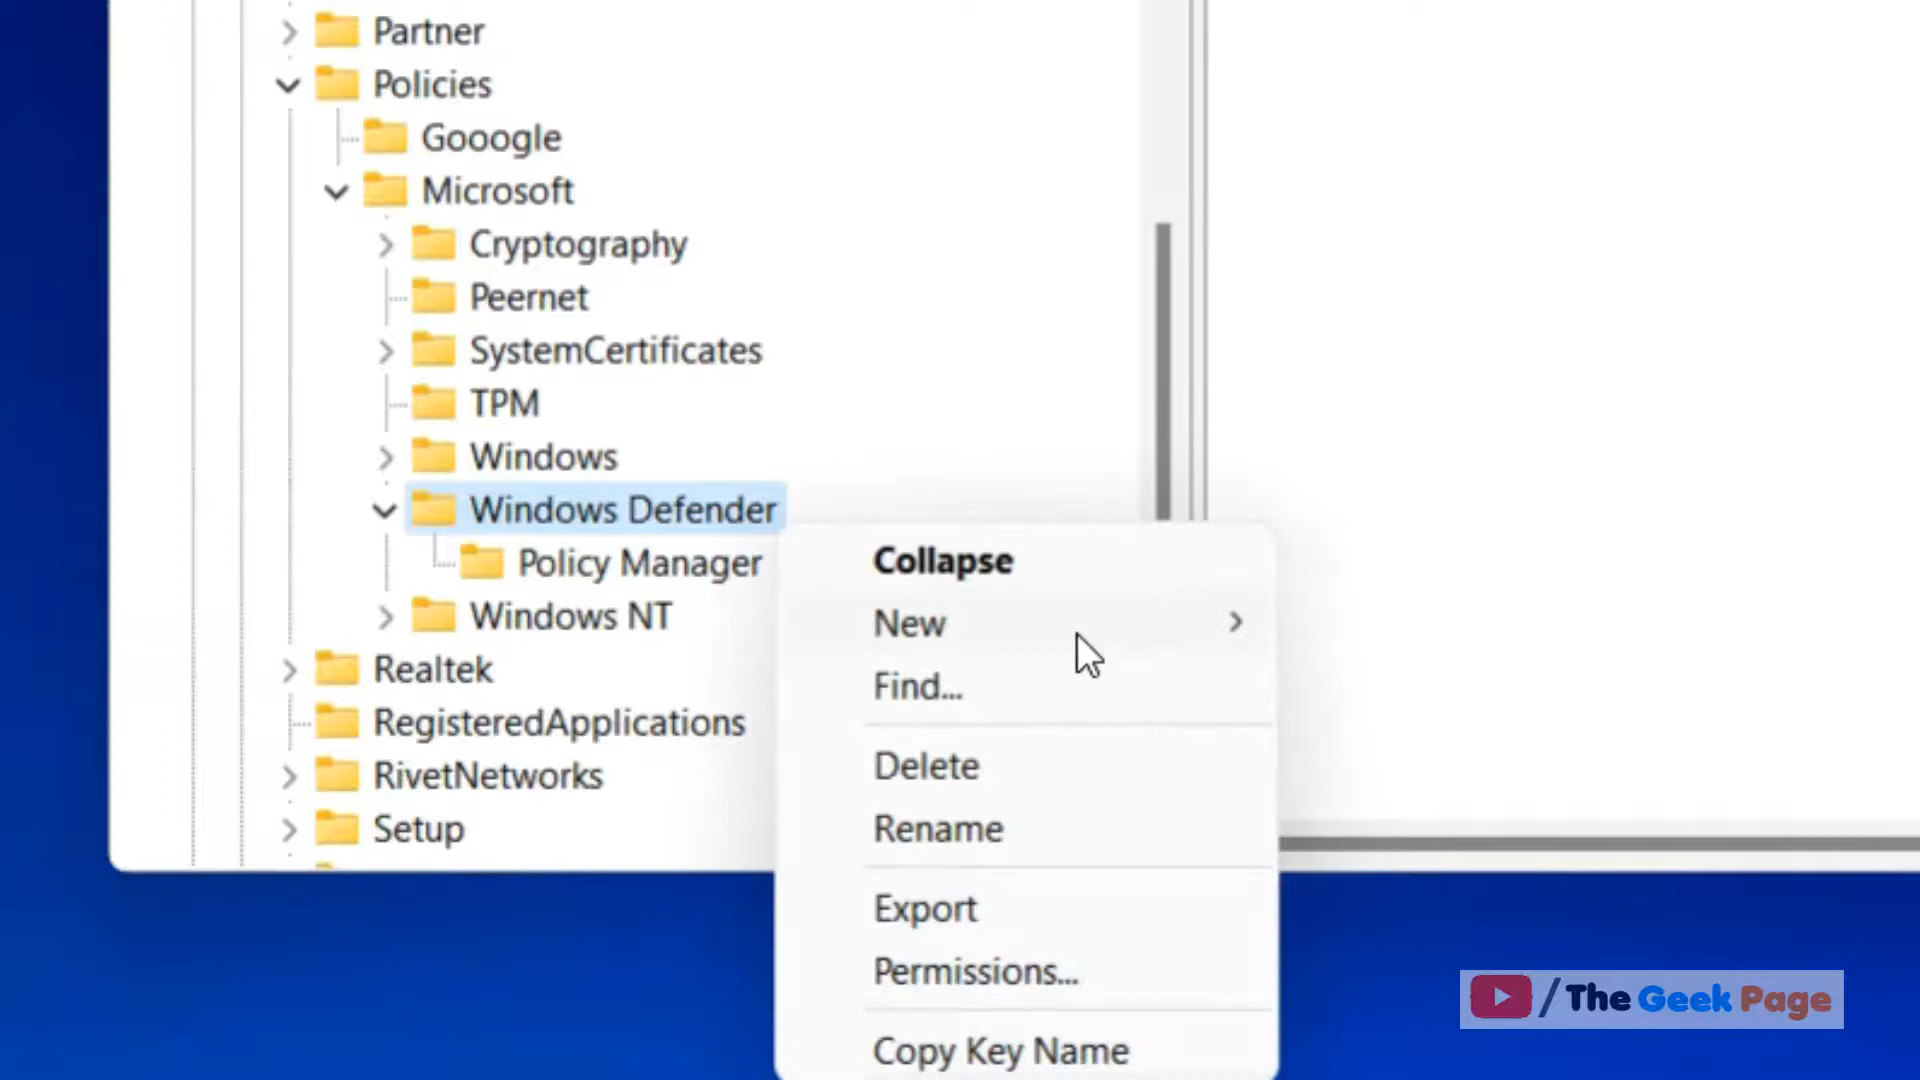 Partner
Policies
Gooogle
Microsoft
Cryptography
Peernet
SystemCertificates
TPM
Windows
Windows Defender
Policy Manager
Windows NT
Realtek
RegisteredApplications
RivetNetworks
Setup
Collapse
New
Find...
Delete
Rename
Export
Permissions...
Copy Key Name
/The Geek Page